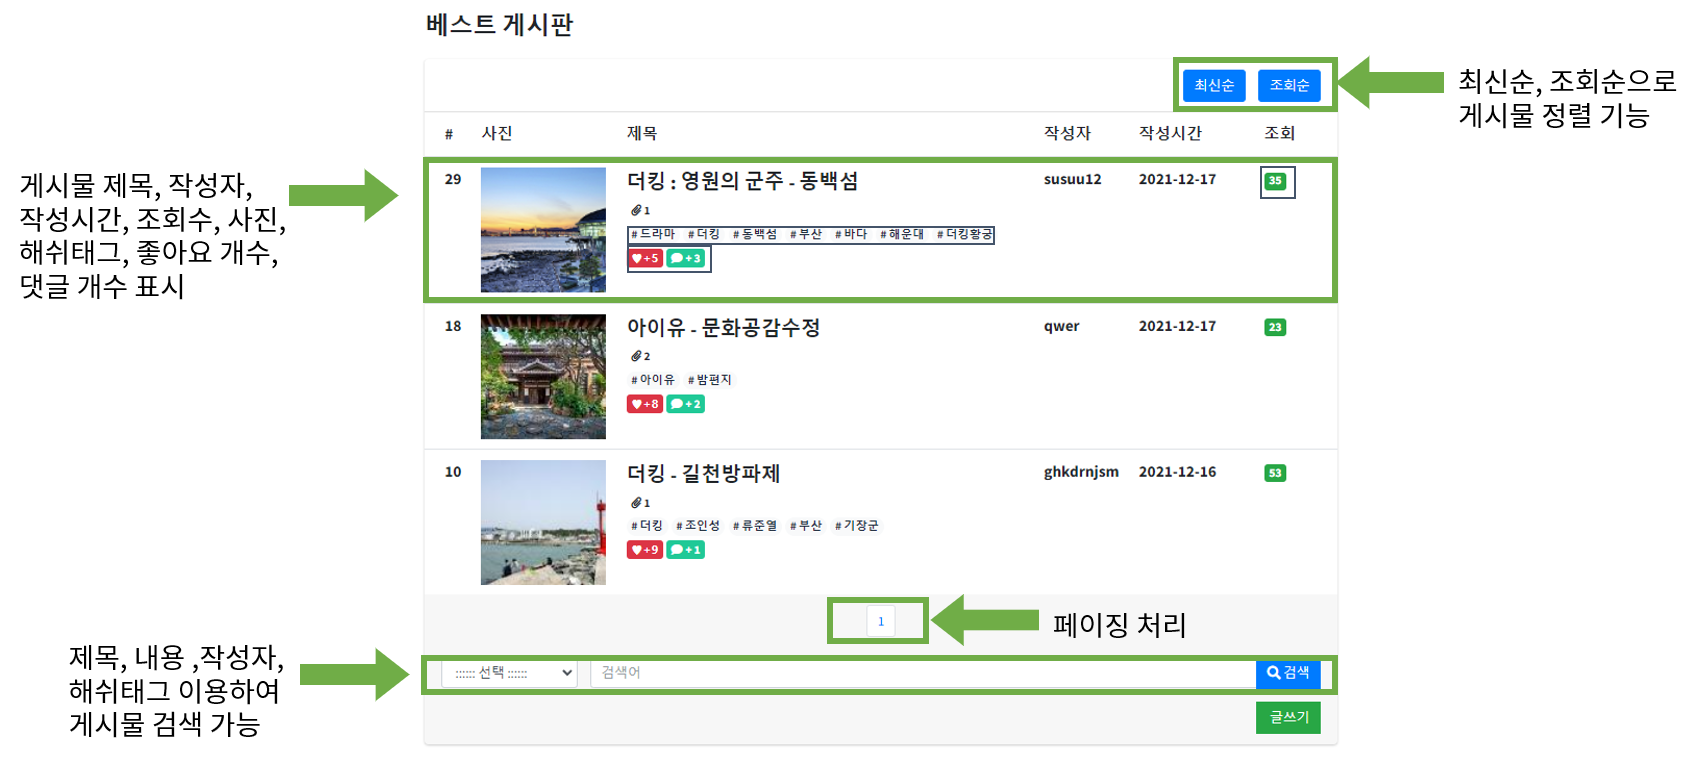 베스트 게시판
최신순 조회순
최신순, 조회순으로
게시물 정렬 기능
# 사진 제목 작성자 작성시간 조회
게시물 제목, 작성자,
작성시간, 조회수, 사진,
해쉬태그, 좋아요 개수,
댓글 개수 표시
29 더킹 : 영원의 군주 - 동백섬 susuu12 2021-12-17 35
1
# 드라마 # 더킹 # 동백섬 # 부산 # 바다 # 해운대 # 더킹황궁
+5 +3
18 아이유 - 문화공감수정 qwer 2021-12-17 23
2
# 아이유 # 밤편지
+8 +2
10 더킹 - 길천방파제 ghkdrnjsm 2021-12-16 53
1
# 더킹 # 조인성 # 류준열 # 부산 # 기장군
+9 +1
1
페이징 처리
제목, 내용 ,작성자,
해쉬태그 이용하여
게시물 검색 가능
:::::: 선택 :::::: 검색어 검색
글쓰기